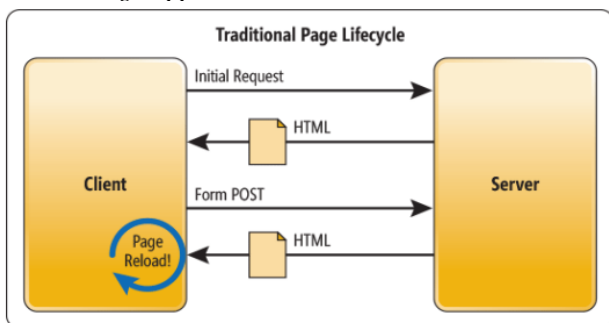 Traditional Page Lifecycle
Initial Request
HTML
Client
Server
Form POST
HTML
Page
Reload!